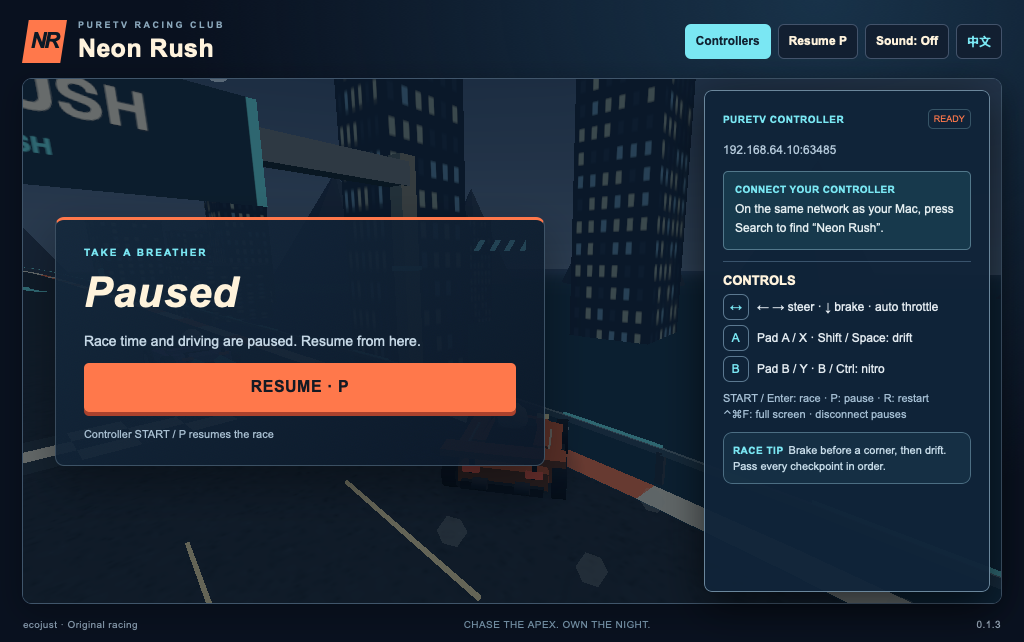 NR
PURETV RACING CLUB
Neon Rush
Controllers
Resume P
Sound: Off
中文
USH
SH
TAKE A BREATHER
Paused
Race time and driving are paused. Resume from here.
RESUME · P
Controller START / P resumes the race
PURETV CONTROLLER
READY
192.168.64.10:63485
CONNECT YOUR CONTROLLER
On the same network as your Mac, press
Search to find “Neon Rush”.
CONTROLS
↔ ← → steer · ↓ brake · auto throttle
A Pad A / X · Shift / Space: drift
B Pad B / Y · B / Ctrl: nitro
START / Enter: race · P: pause · R: restart
^⌘F: full screen · disconnect pauses
RACE TIP Brake before a corner, then drift.
Pass every checkpoint in order.
ecojust · Original racing
CHASE THE APEX. OWN THE NIGHT.
0.1.3